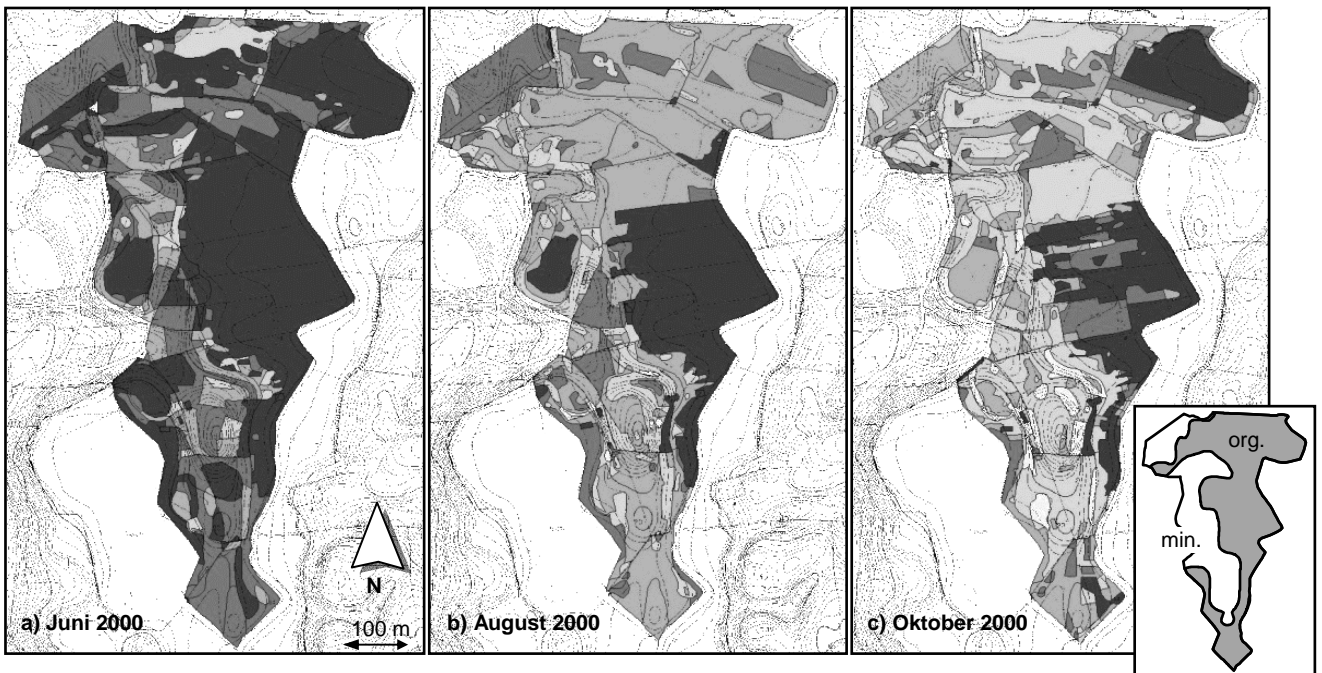 a) Juni 2000
N
100 m
b) August 2000
c) Oktober 2000
org.
min.